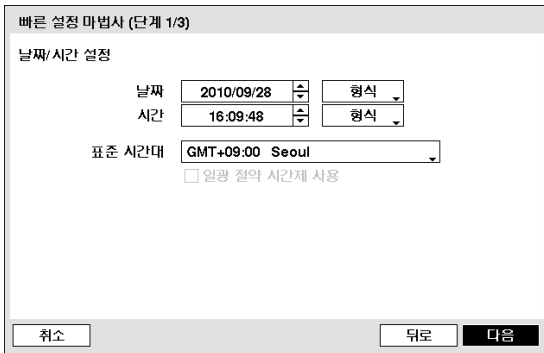 빠른 설정 마법사 (단계 1/3)
날짜/시간 설정
날짜 2010/09/28 형식
시간 16:09:48 형식
표준 시간대 GMT+09:00 Seoul
일광 절약 시간제 사용
취소 뒤로 다음